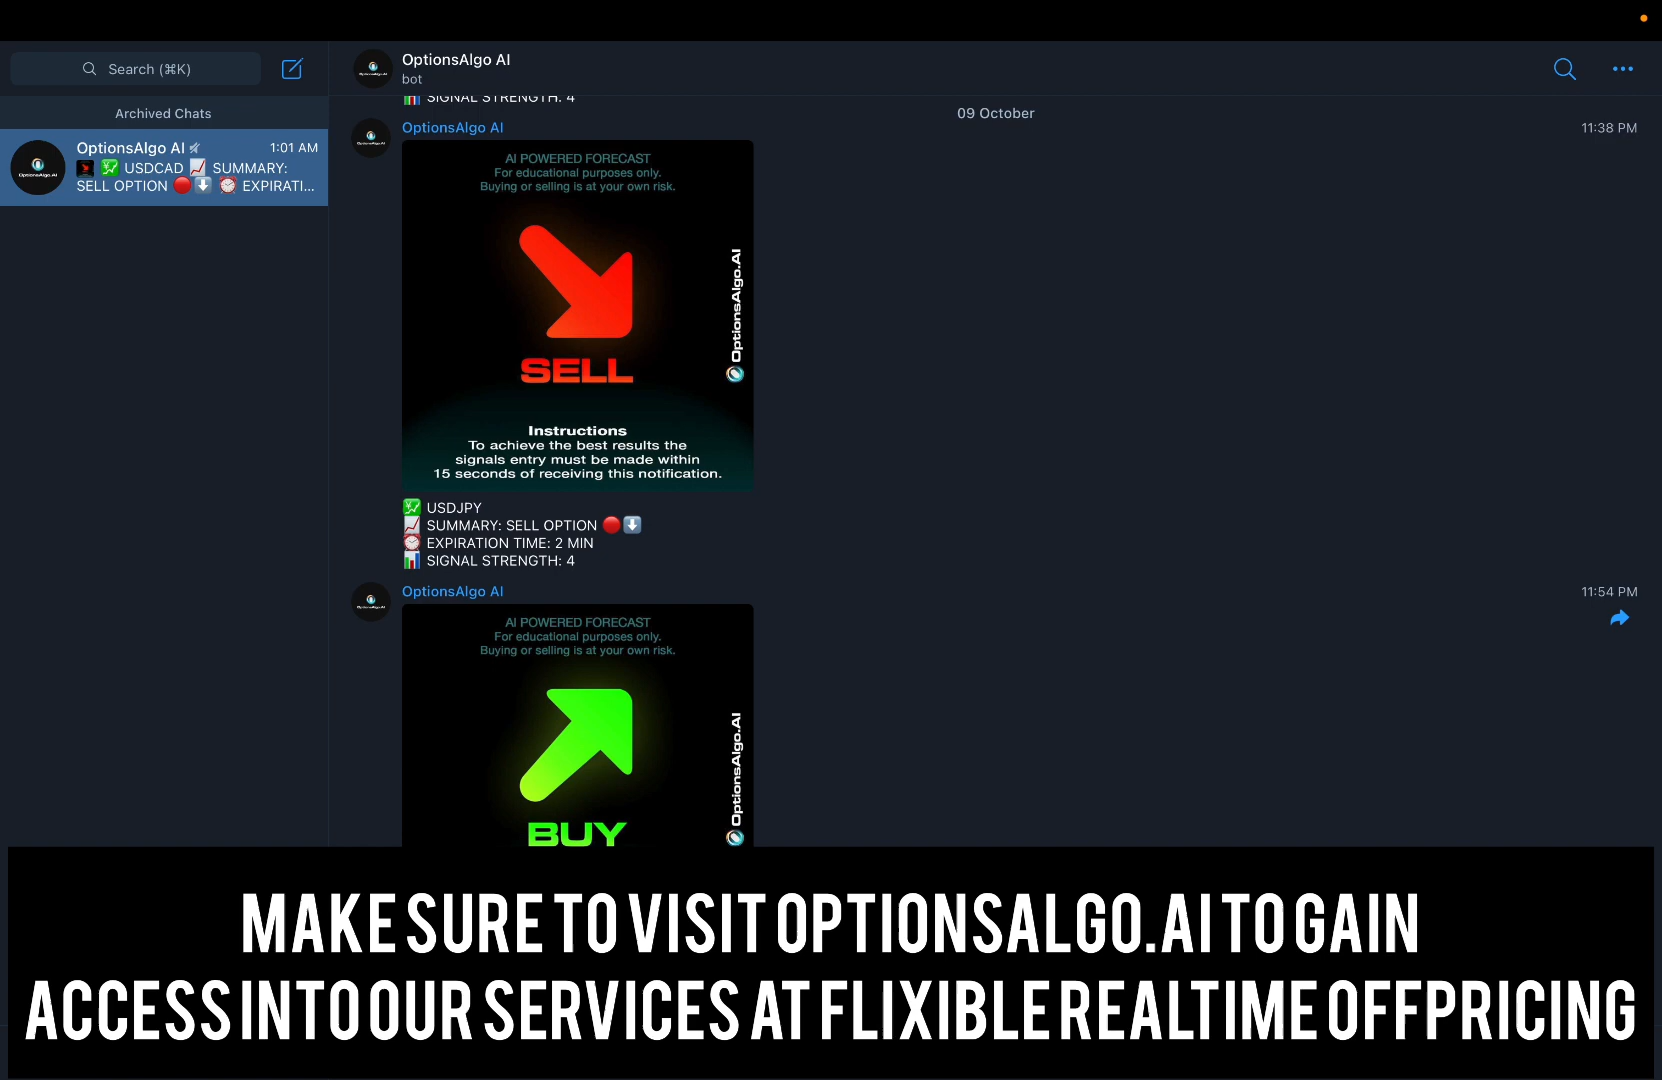 Search (⌘K)
Archived Chats
OptionsAlgo AI
1:01 AM
USDCAD SUMMARY:
SELL OPTION EXPIRATI...
OptionsAlgo AI
bot
SIGNAL STRENGTH: 4
09 October
OptionsAlgo AI
11:38 PM
AI POWERED FORECAST
For educational purposes only.
Buying or selling is at your own risk.
SELL
OptionsAlgo.AI
Instructions
To achieve the best results the
signals entry must be made within
15 seconds of receiving this notification.
USDJPY
SUMMARY: SELL OPTION
EXPIRATION TIME: 2 MIN
SIGNAL STRENGTH: 4
OptionsAlgo AI
11:54 PM
AI POWERED FORECAST
For educational purposes only.
Buying or selling is at your own risk.
BUY
OptionsAlgo.AI
MAKE SURE TO VISIT OPTIONSALGO.AI TO GAIN
ACCESS INTO OUR SERVICES AT FLIXIBLE REALTIME OFFPRICING